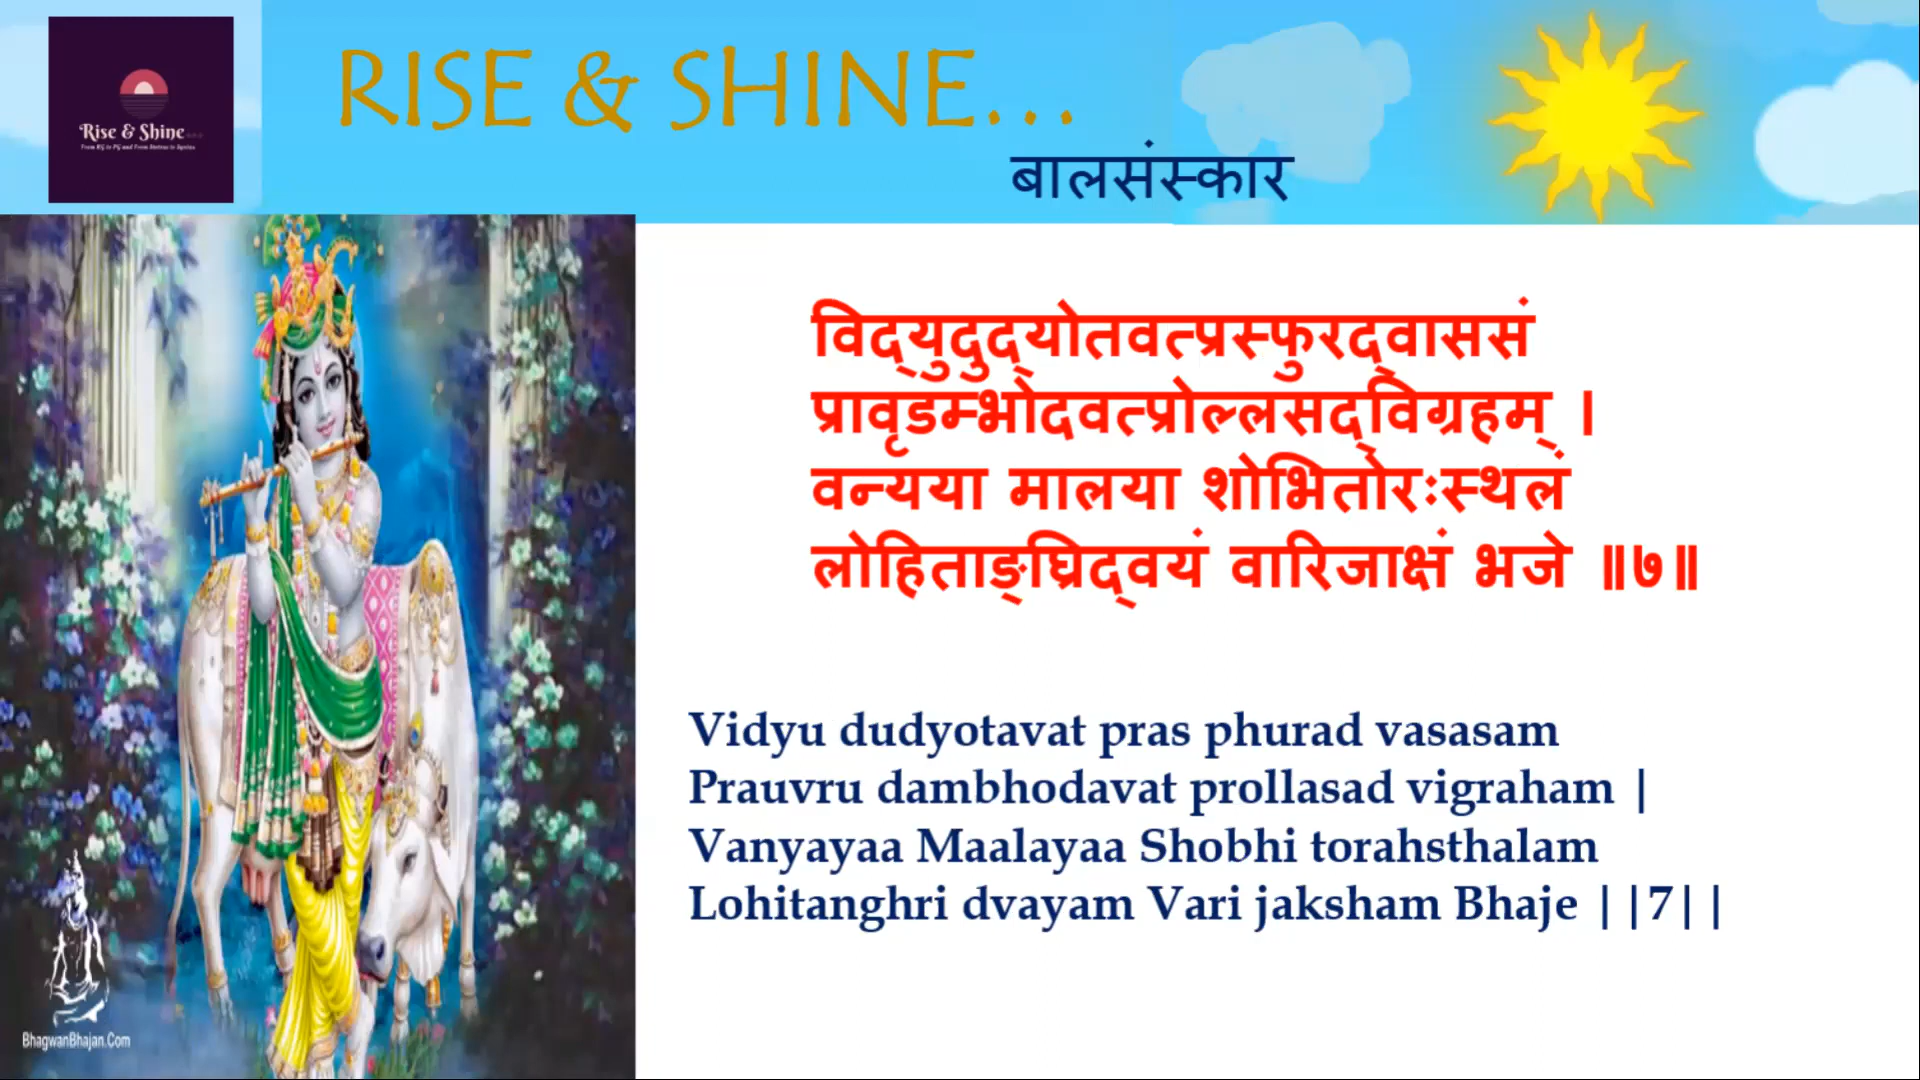 RISE & SHINE...
बालसंस्कार
Rise & Shine
विद्युदुद्योतवत्प्रस्फुरद्वाससं
प्रावृडम्भोदवत्प्रोल्लसद्विग्रहम् ।
वन्यया मालया शोभितोरःस्थलं
लोहिताङ्घ्रिद्वयं वारिजाक्षं भजे ॥७॥
Vidyu dudyotavat pras phurad vasasam
Prauvru dambhodavat prollasad vigraham |
Vanyayaa Maalayaa Shobhi torahsthalam
Lohitanghri dvayam Vari jaksham Bhaje ||7||
BhagwanBhajan.Com